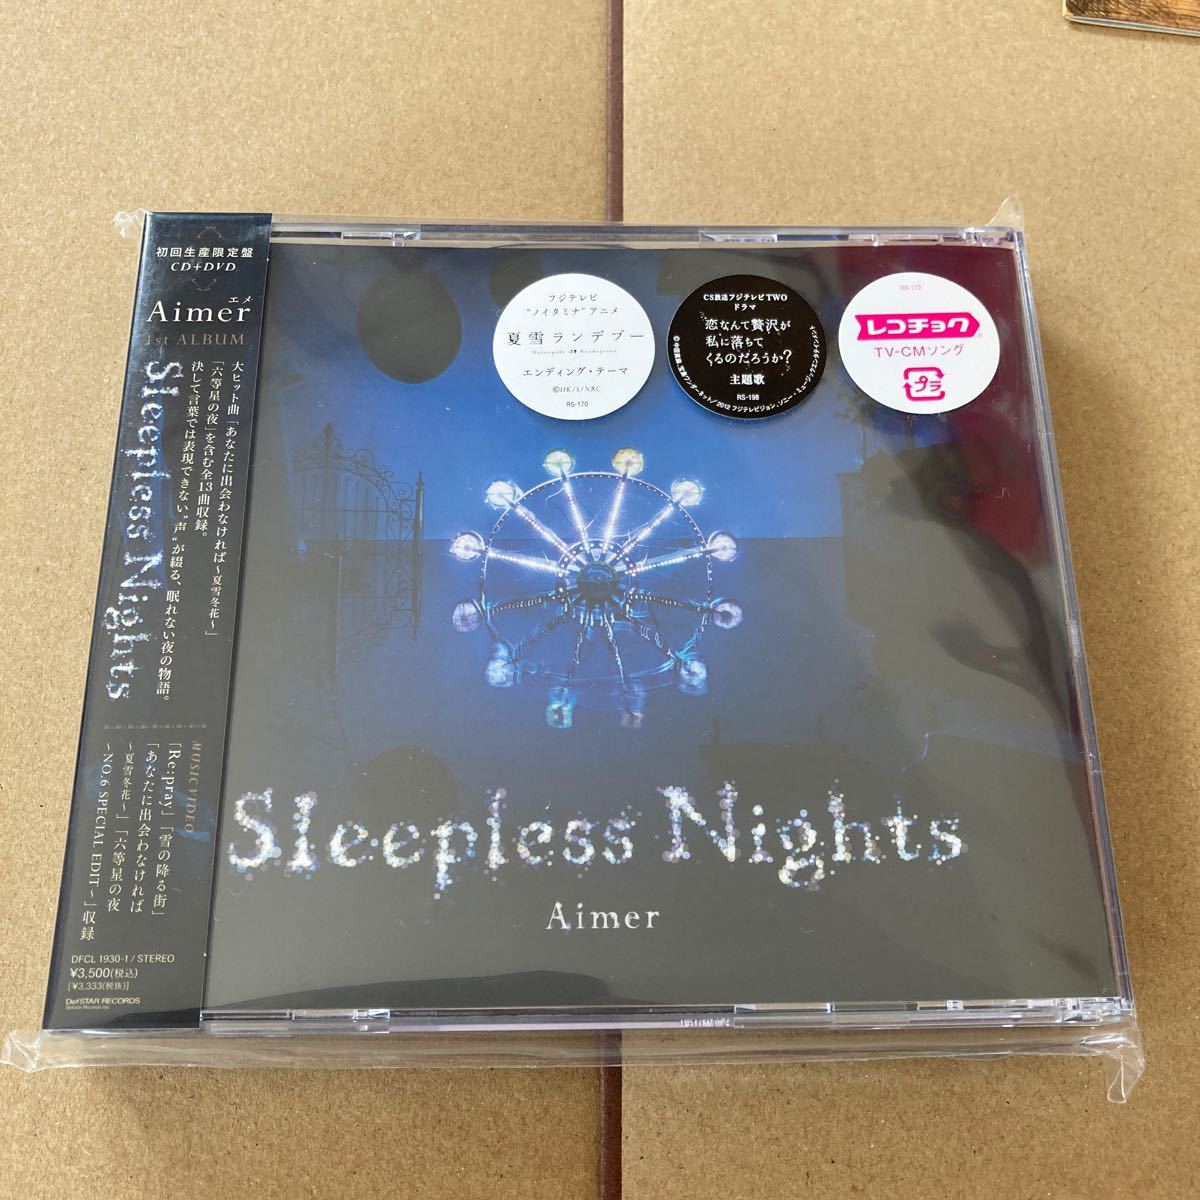 初回生産限定盤
CD+DVD
エメ
Aimer
1st ALBUM
Sleepless Nights
大ヒット曲「あなたに出会わなければ～夏雪冬花～」
「六等星の夜」を含む全13曲収録。
決して言葉では表現できない“声”が綴る、眠れない夜の物語。
MUSIC VIDEO
「Re:pray」「雪の降る街」
「あなたに出会わなければ
～夏雪冬花～」「六等星の夜
～NO.6 SPECIAL EDIT～」収録
DFCL 1930-1 / STEREO
¥3,500(税込)
[¥3,333(税抜)]
DefSTAR RECORDS
Defstar Records Inc.
フジテレビ
“ノイタミナ”アニメ
夏雪ランデブー
Natsuyuki Rendezvous
エンディング・テーマ
©HK/S/NRC
RS-170
CS放送フジテレビTWO
ドラマ
恋なんて贅沢が
私に落ちて
くるのだろうか?
主題歌
RS-198
RS-172
レコチョク
TV-CMソング
プラ
Sleepless Nights
Aimer